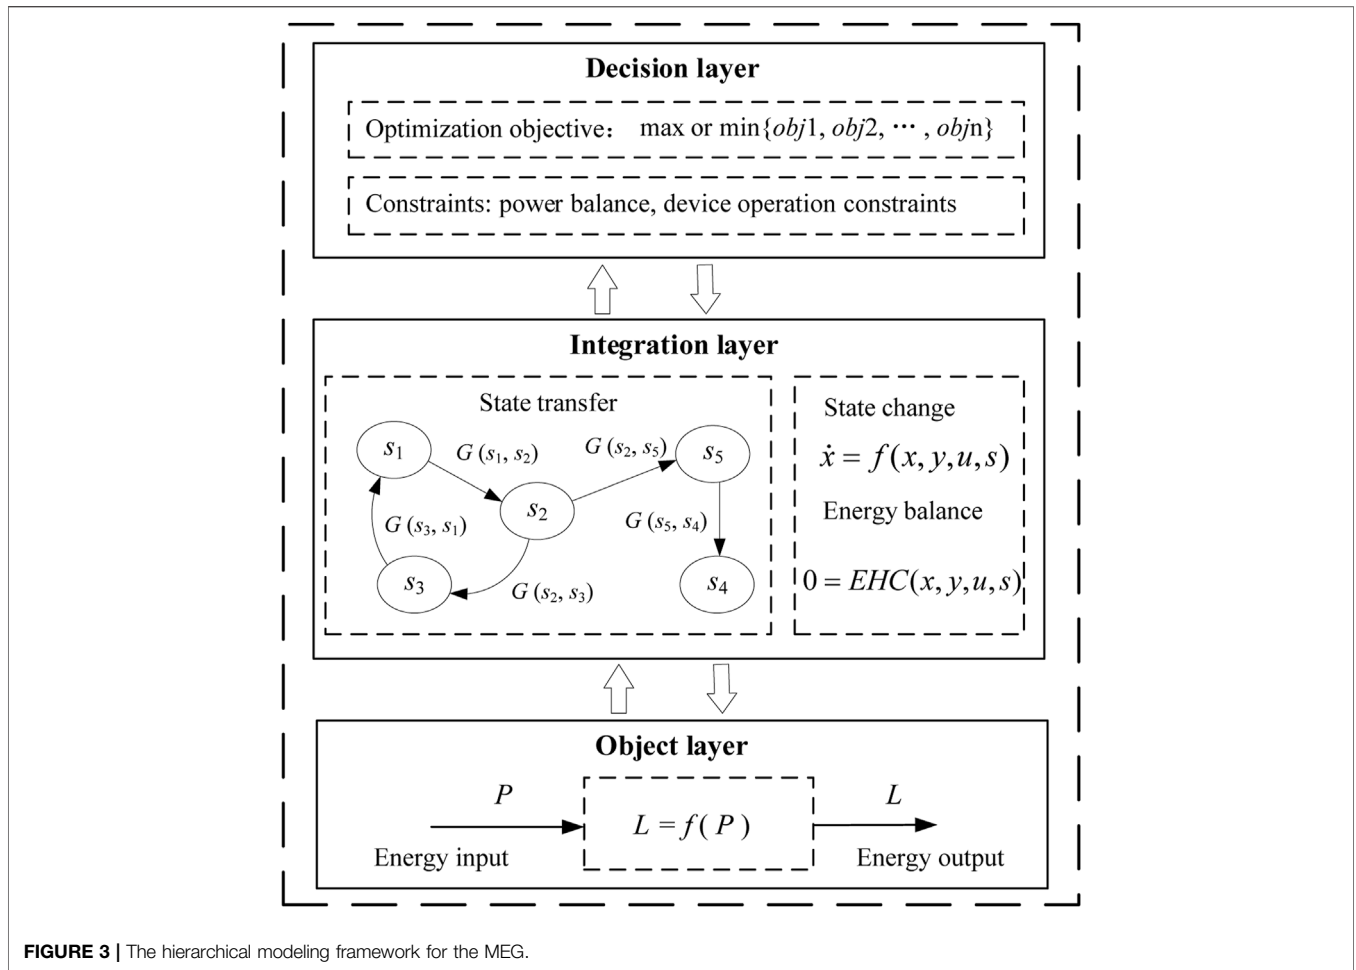 Decision layer
Optimization objective: max or min{obj1, obj2, ⋯ , objn}
Constraints: power balance, device operation constraints
Integration layer
State transfer
s1
G (s1, s2)
G (s2, s5)
s5
s2
G (s3, s1)
G (s5, s4)
s3
G (s2, s3)
s4
State change
ẋ = f(x, y,u,s)
Energy balance
0 = EHC(x, y,u,s)
Object layer
P
L = f( P )
L
Energy input
Energy output
FIGURE 3 | The hierarchical modeling framework for the MEG.